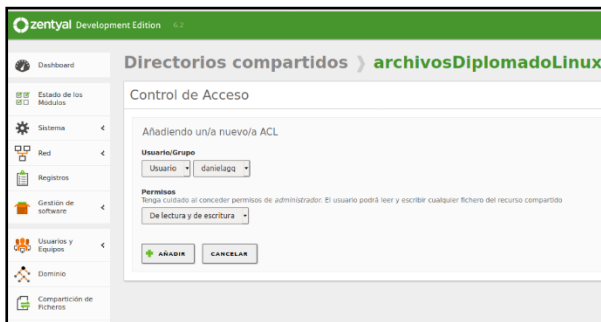 zentyal Development Edition 6.2
Dashboard
Estado de los
Módulos
Sistema
Red
Registros
Gestión de
software
Usuarios y
Equipos
Dominio
Compartición de
Ficheros
Directorios compartidos ⟩ archivosDiplomadoLinux
Control de Acceso
Añadiendo un/a nuevo/a ACL
Usuario/Grupo
Usuario danielagq
Permisos
Tenga cuidado al conceder permisos de administrador. El usuario podrá leer y escribir cualquier fichero del recurso compartido
De lectura y de escritura
AÑADIR CANCELAR